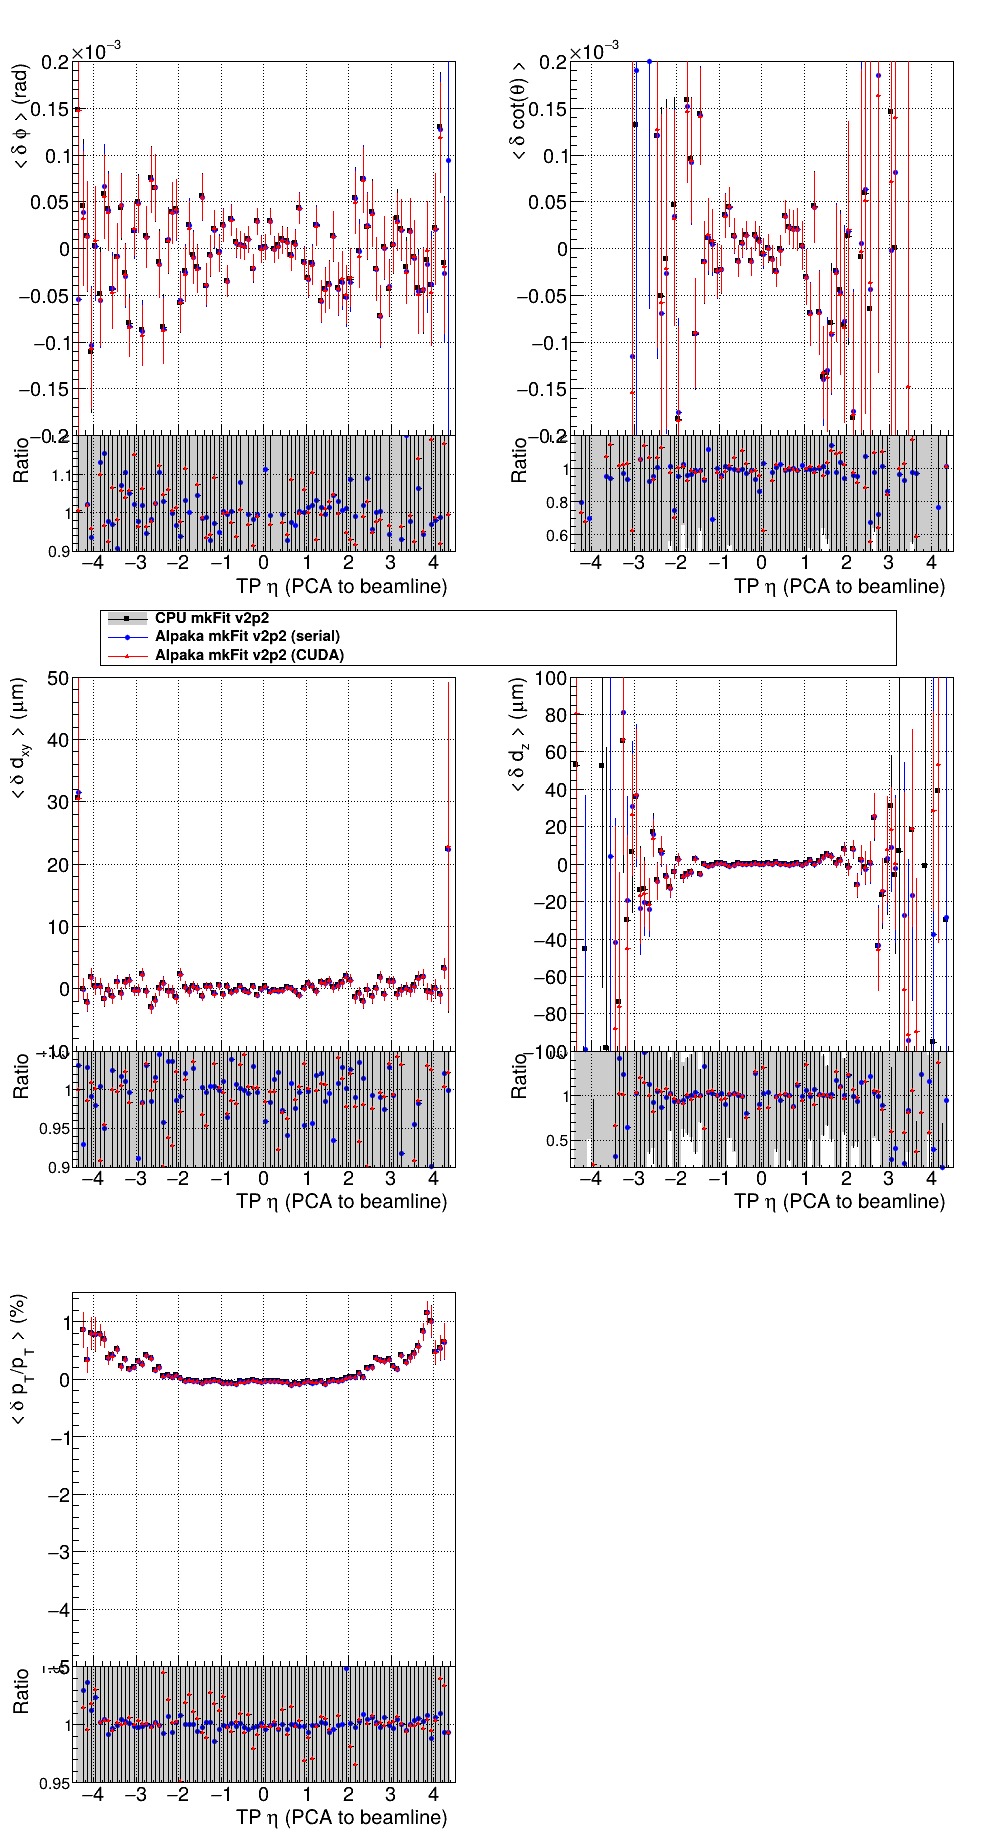 ×10⁻³
< δ φ > (rad)
0.2
0.15
0.1
0.05
0
−0.05
−0.1
−0.15
−0.2
Ratio
1.1
1
0.9
−4 −3 −2 −1 0 1 2 3 4
TP η (PCA to beamline)
×10⁻³
< δ cot(θ) >
0.2
0.15
0.1
0.05
0
−0.05
−0.1
−0.15
−0.2
Ratio
1
0.8
0.6
−4 −3 −2 −1 0 1 2 3 4
TP η (PCA to beamline)
CPU mkFit v2p2
Alpaka mkFit v2p2 (serial)
Alpaka mkFit v2p2 (CUDA)
< δ d_xy > (μm)
50
40
30
20
10
0
−10
Ratio
1
0.95
0.9
−4 −3 −2 −1 0 1 2 3 4
TP η (PCA to beamline)
< δ d_z > (μm)
100
80
60
40
20
0
−20
−40
−60
−80
−100
Ratio
1
0.5
−4 −3 −2 −1 0 1 2 3 4
TP η (PCA to beamline)
< δ p_T/p_T > (%)
1
0
−1
−2
−3
−4
Ratio
1
0.95
−4 −3 −2 −1 0 1 2 3 4
TP η (PCA to beamline)